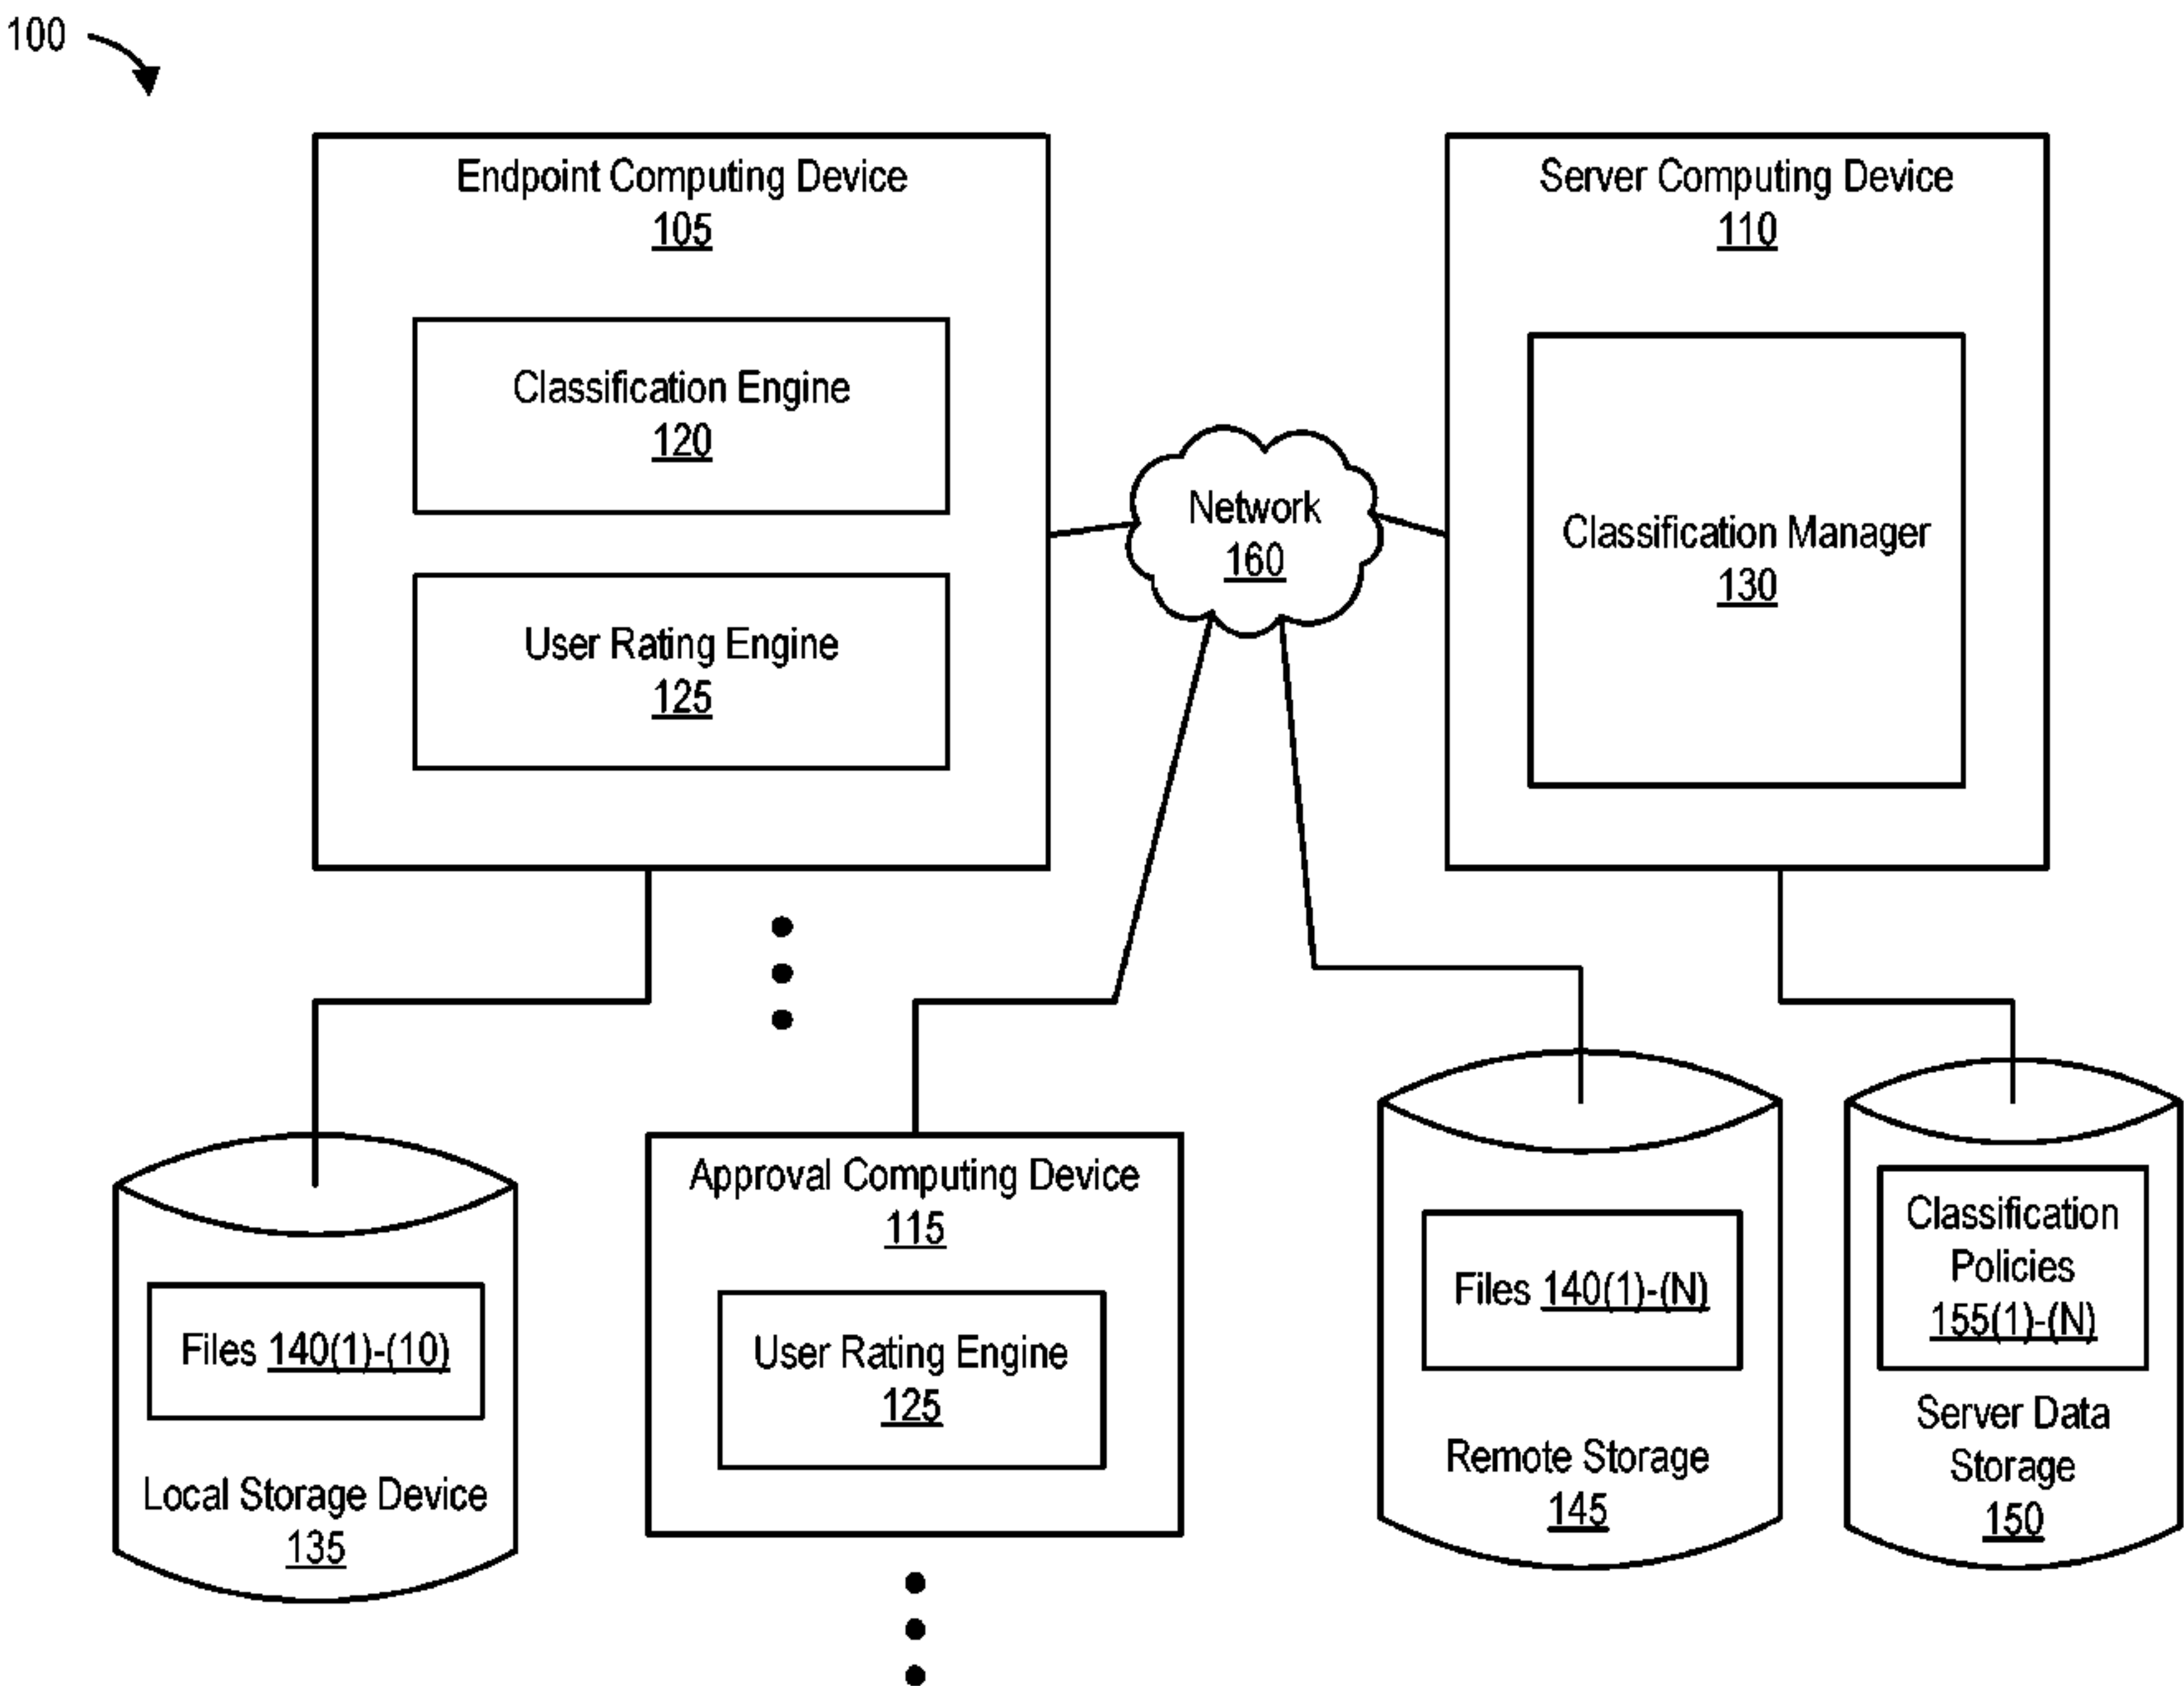 100
Endpoint Computing Device
105
Classification Engine
120
User Rating Engine
125
Network
160
Server Computing Device
110
Classification Manager
130
Files 140(1)-(10)
Local Storage Device
135
Approval Computing Device
115
User Rating Engine
125
Files 140(1)-(N)
Remote Storage
145
Classification
Policies
155(1)-(N)
Server Data
Storage
150